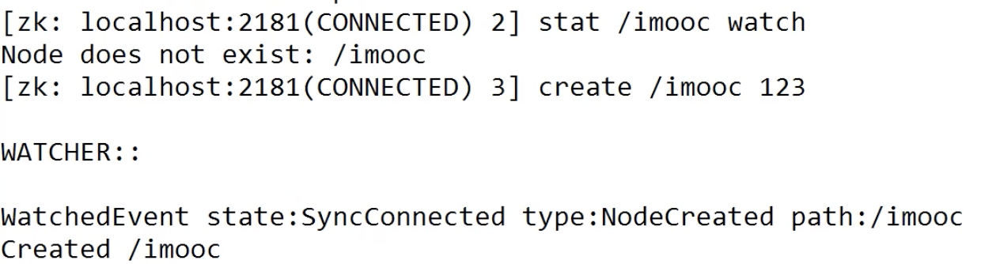 [zk: localhost:2181(CONNECTED) 2] stat /imooc watch
Node does not exist: /imooc
[zk: localhost:2181(CONNECTED) 3] create /imooc 123
WATCHER::
WatchedEvent state:SyncConnected type:NodeCreated path:/imooc
Created /imooc